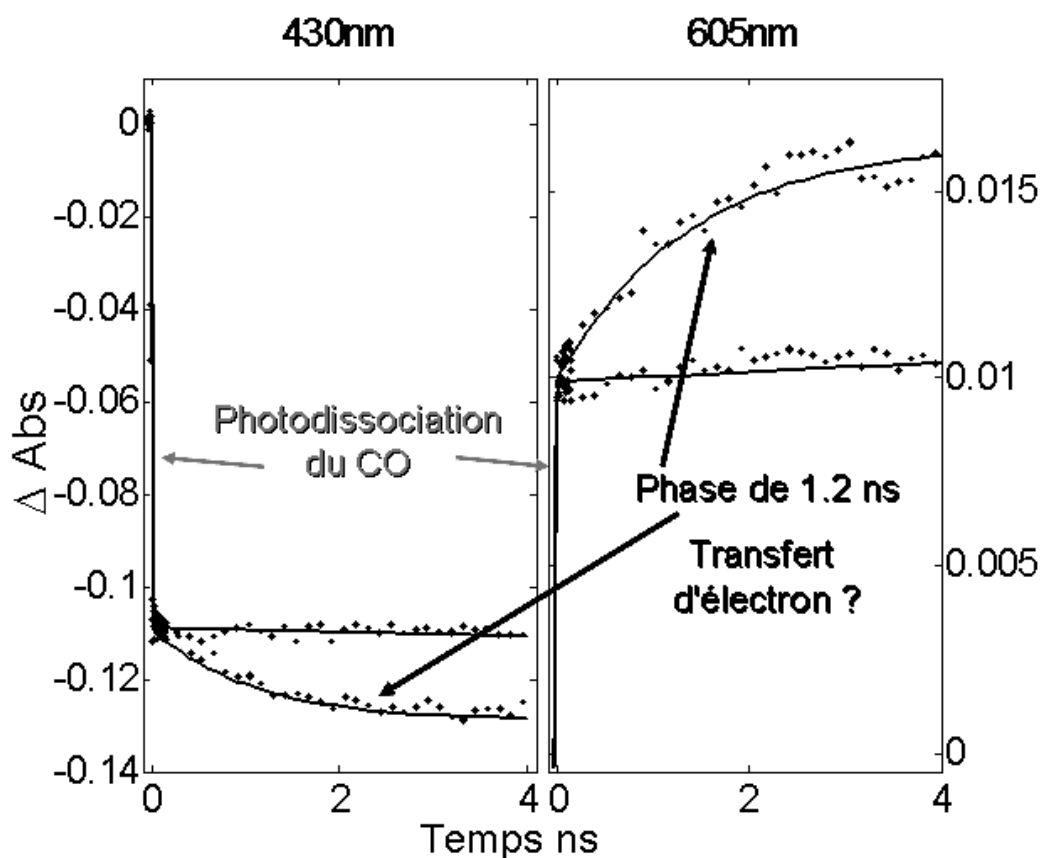 430nm
605nm
0
-0.02
-0.04
-0.06
-0.08
-0.1
-0.12
-0.14
Δ Abs
Photodissociation
du CO
Phase de 1.2 ns
Transfert
d'électron ?
0.015
0.01
0.005
0
0 2 4
0 2 4
Temps ns